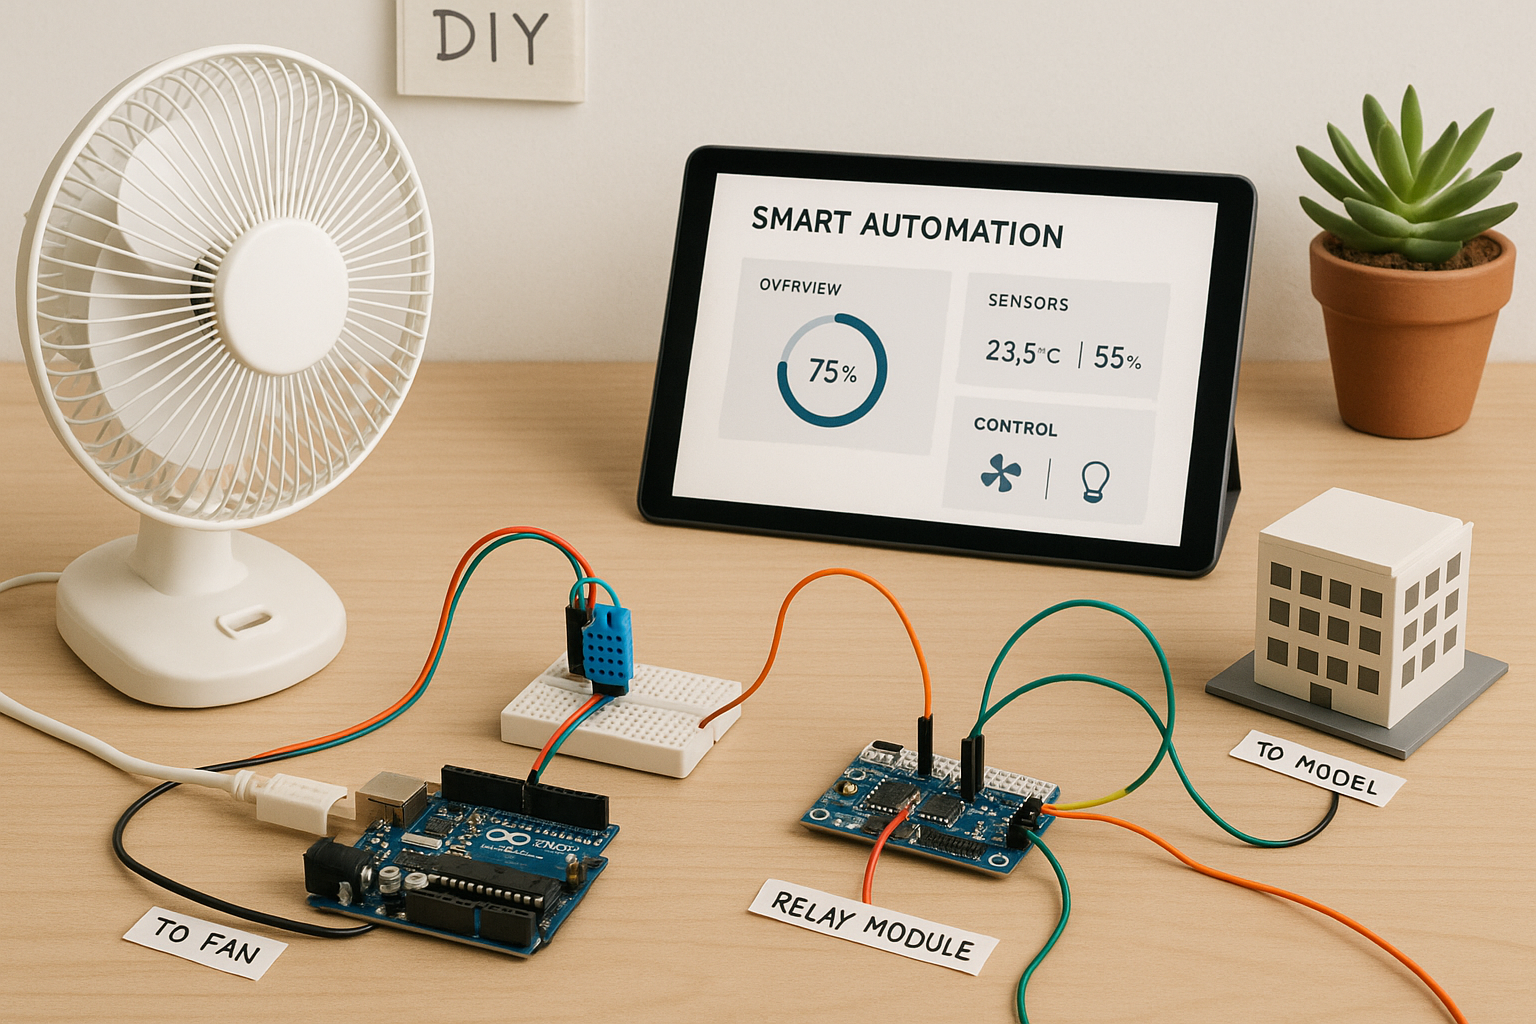 DIY
SMART AUTOMATION
OVFRVIEW
75%
SENSORS
23,5°C | 55%
CONTROL
TO MODEL
RELAY MODULE
TO FAN